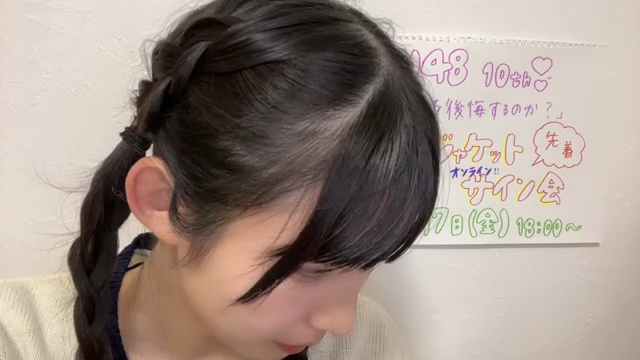 48 10th♡
後悔するのか?」
ジャケット
先着
オンライン!!
サイン会
7日(金) 18:00〜